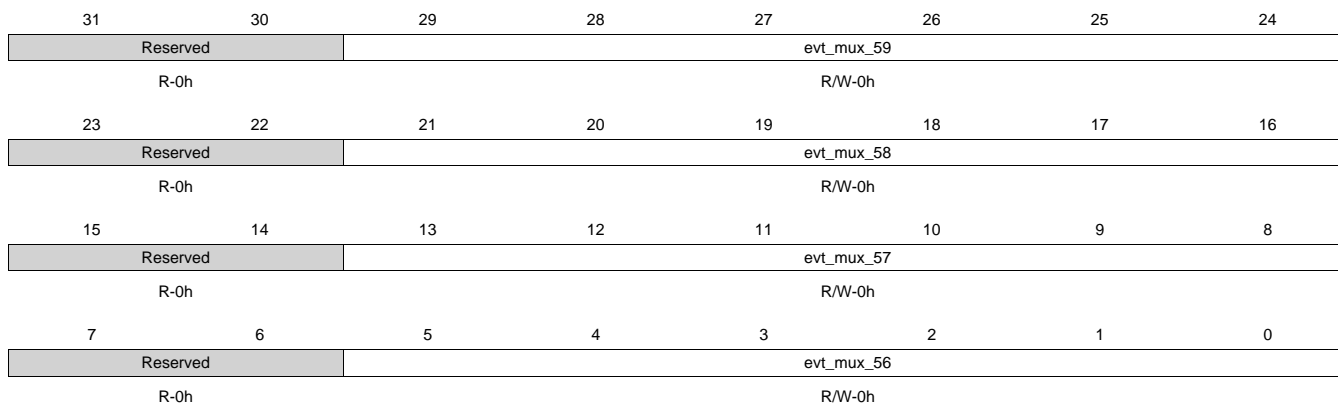 31 30 29 28 27 26 25 24
Reserved evt_mux_59
R-0h R/W-0h
23 22 21 20 19 18 17 16
Reserved evt_mux_58
R-0h R/W-0h
15 14 13 12 11 10 9 8
Reserved evt_mux_57
R-0h R/W-0h
7 6 5 4 3 2 1 0
Reserved evt_mux_56
R-0h R/W-0h